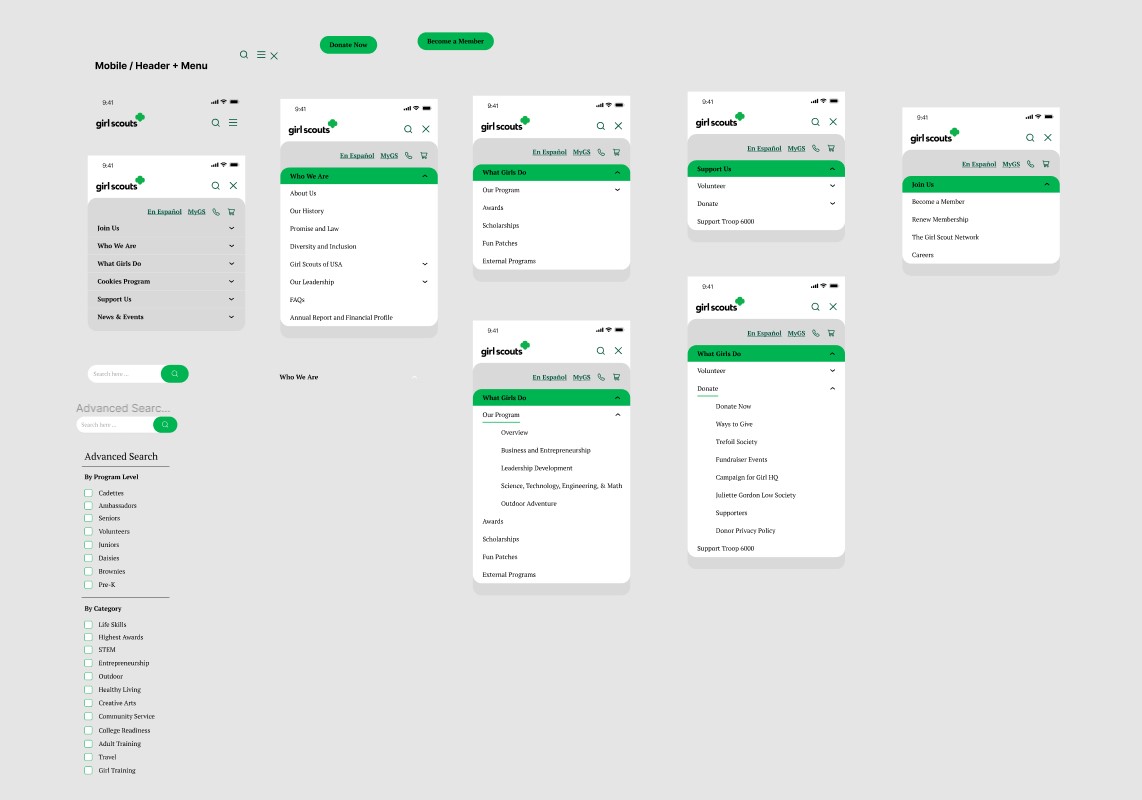 Donate Now
Become a Member
Mobile / Header + Menu
9:41
girl scouts
9:41
girl scouts
En Español MyGS
Join Us
Who We Are
What Girls Do
Cookies Program
Support Us
News & Events
Search here ...
Advanced Searc...
Search here ...
Advanced Search
By Program Level
Cadettes
Ambassadors
Seniors
Volunteers
Juniors
Daisies
Brownies
Pre-K
By Category
Life Skills
Highest Awards
STEM
Entrepreneurship
Outdoor
Healthy Living
Creative Arts
Community Service
College Readiness
Adult Training
Travel
Girl Training
9:41
girl scouts
En Español MyGS
Who We Are
About Us
Our History
Promise and Law
Diversity and Inclusion
Girl Scouts of USA
Our Leadership
FAQs
Annual Report and Financial Profile
Who We Are
9:41
girl scouts
En Español MyGS
What Girls Do
Our Program
Awards
Scholarships
Fun Patches
External Programs
9:41
girl scouts
En Español MyGS
What Girls Do
Our Program
Overview
Business and Entrepreneurship
Leadership Development
Science, Technology, Engineering, & Math
Outdoor Adventure
Awards
Scholarships
Fun Patches
External Programs
9:41
girl scouts
En Español MyGS
Support Us
Volunteer
Donate
Support Troop 6000
9:41
girl scouts
En Español MyGS
What Girls Do
Volunteer
Donate
Donate Now
Ways to Give
Trefoil Society
Fundraiser Events
Campaign for Girl HQ
Juliette Gordon Low Society
Supporters
Donor Privacy Policy
Support Troop 6000
9:41
girl scouts
En Español MyGS
Join Us
Become a Member
Renew Membership
The Girl Scout Network
Careers